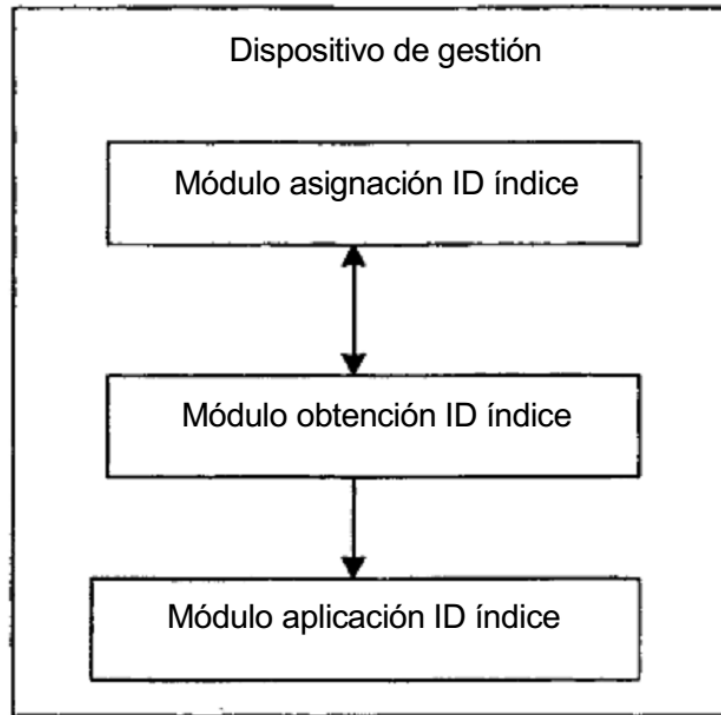 Dispositivo de gestión
Módulo asignación ID índice
Módulo obtención ID índice
Módulo aplicación ID índice